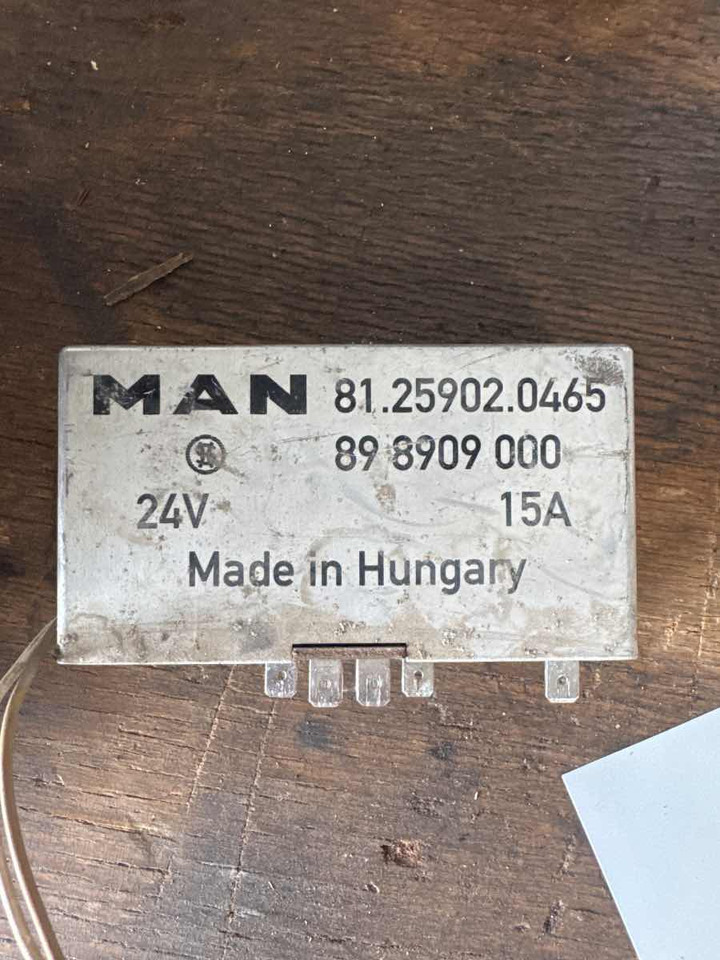 MAN 81.25902.0465
89 8909 000
24V 15A
Made in Hungary